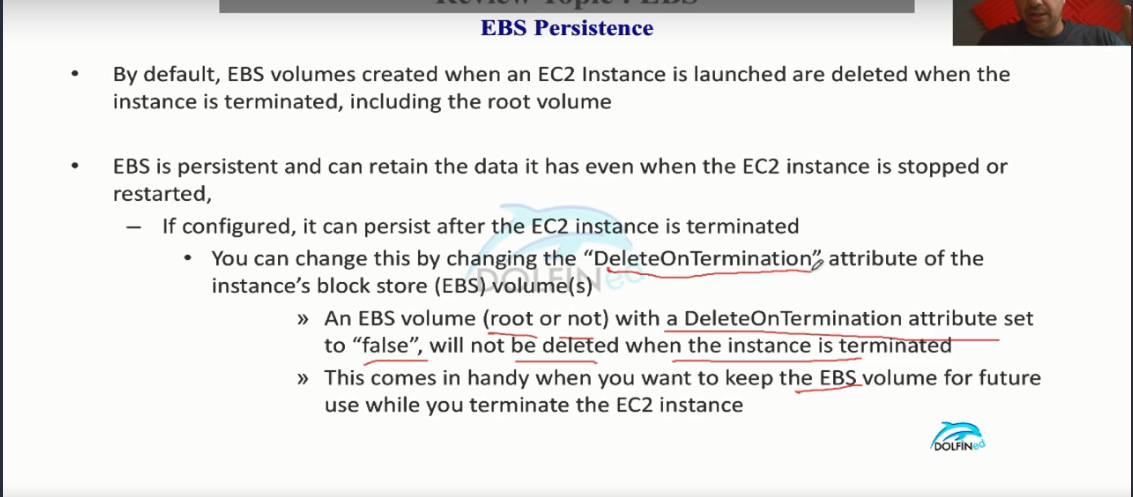 EBS Persistence
• By default, EBS volumes created when an EC2 Instance is launched are deleted when the
instance is terminated, including the root volume
• EBS is persistent and can retain the data it has even when the EC2 instance is stopped or
restarted,
– If configured, it can persist after the EC2 instance is terminated
• You can change this by changing the “DeleteOnTermination” attribute of the
instance’s block store (EBS) volume(s)
DOLFINed
» An EBS volume (root or not) with a DeleteOnTermination attribute set
to “false”, will not be deleted when the instance is terminated
» This comes in handy when you want to keep the EBS volume for future
use while you terminate the EC2 instance
DOLFINed